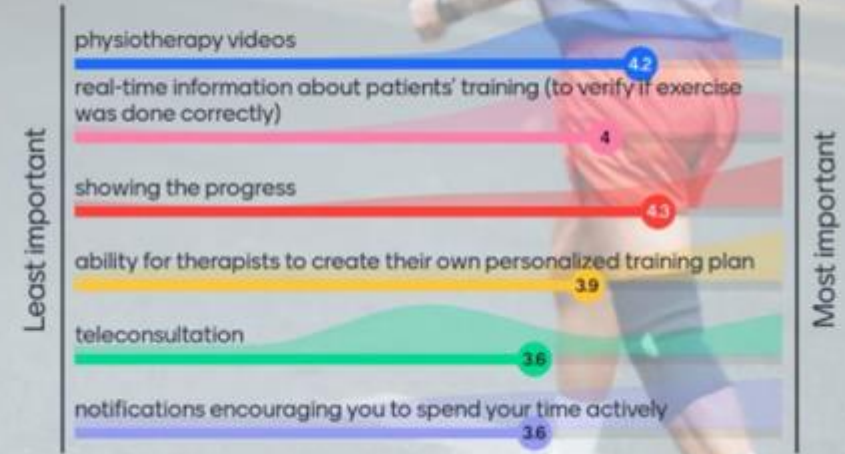 physiotherapy videos
4.2
real-time information about patients' training (to verify if exercise
was done correctly)
4
showing the progress
4.3
ability for therapists to create their own personalized training plan
3.9
teleconsultation
3.6
notifications encouraging you to spend your time actively
3.6
Least important
Most important